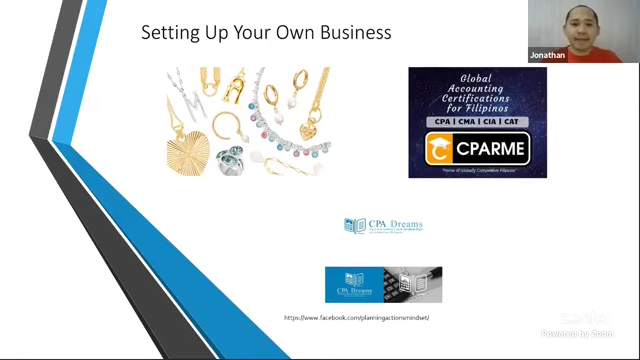 Setting Up Your Own Business
Jonathan
Global
Accounting
Certifications
for Filipinos
CPA | CMA | CIA | CAT
CPARME
"Home of Globally Competitive Filipinos"
CPA Dreams
CPA Dreams
https://www.facebook.com/planningactionsmindset/
Powered by Zoom